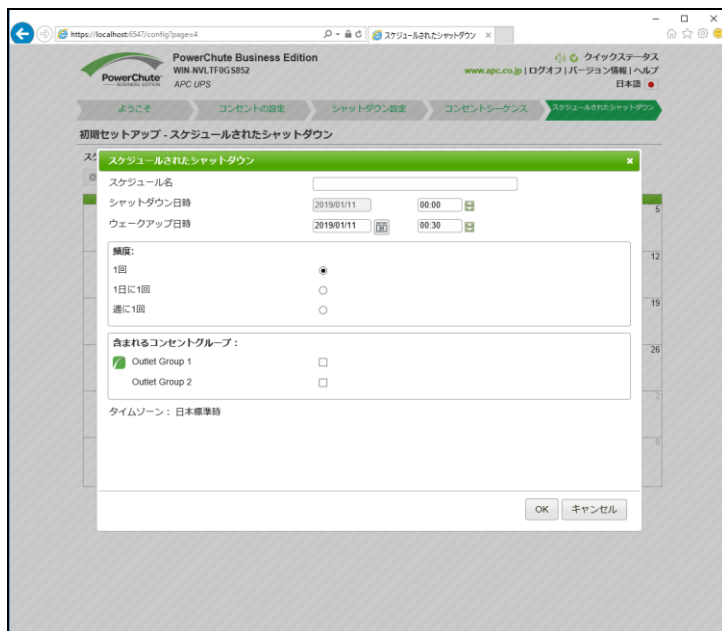 https://localhost:6547/config?page=4
スケジュールされたシャットダウン
PowerChute Business Edition
WIN-NVLTF0GS852
APC UPS
PowerChute
BUSINESS EDITION
クイックステータス
www.apc.co.jp | ログオフ | バージョン情報 | ヘルプ
日本語
ようこそ
コンセントの設定
シャットダウン設定
コンセントシーケンス
スケジュールされたシャットダウン
初期セットアップ - スケジュールされたシャットダウン
スケジュールされたシャットダウン
スケジュール名
シャットダウン日時 2019/01/11 00:00
ウェークアップ日時 2019/01/11 00:30
頻度:
1回
1日に1回
週に1回
含まれるコンセントグループ：
Outlet Group 1
Outlet Group 2
タイムゾーン： 日本標準時
OK キャンセル
5
12
19
26
2
9